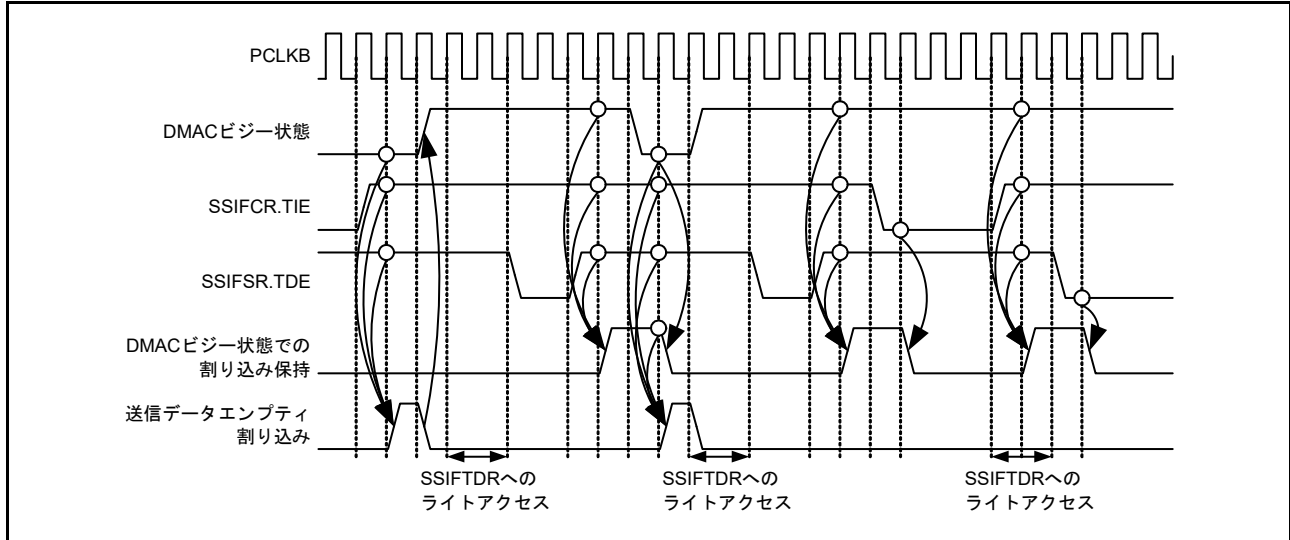 PCLKB
DMACビジー状態
SSIFCR.TIE
SSIFSR.TDE
DMACビジー状態での
割り込み保持
送信データエンプティ
割り込み
SSIFTDRへの
ライトアクセス
SSIFTDRへの
ライトアクセス
SSIFTDRへの
ライトアクセス